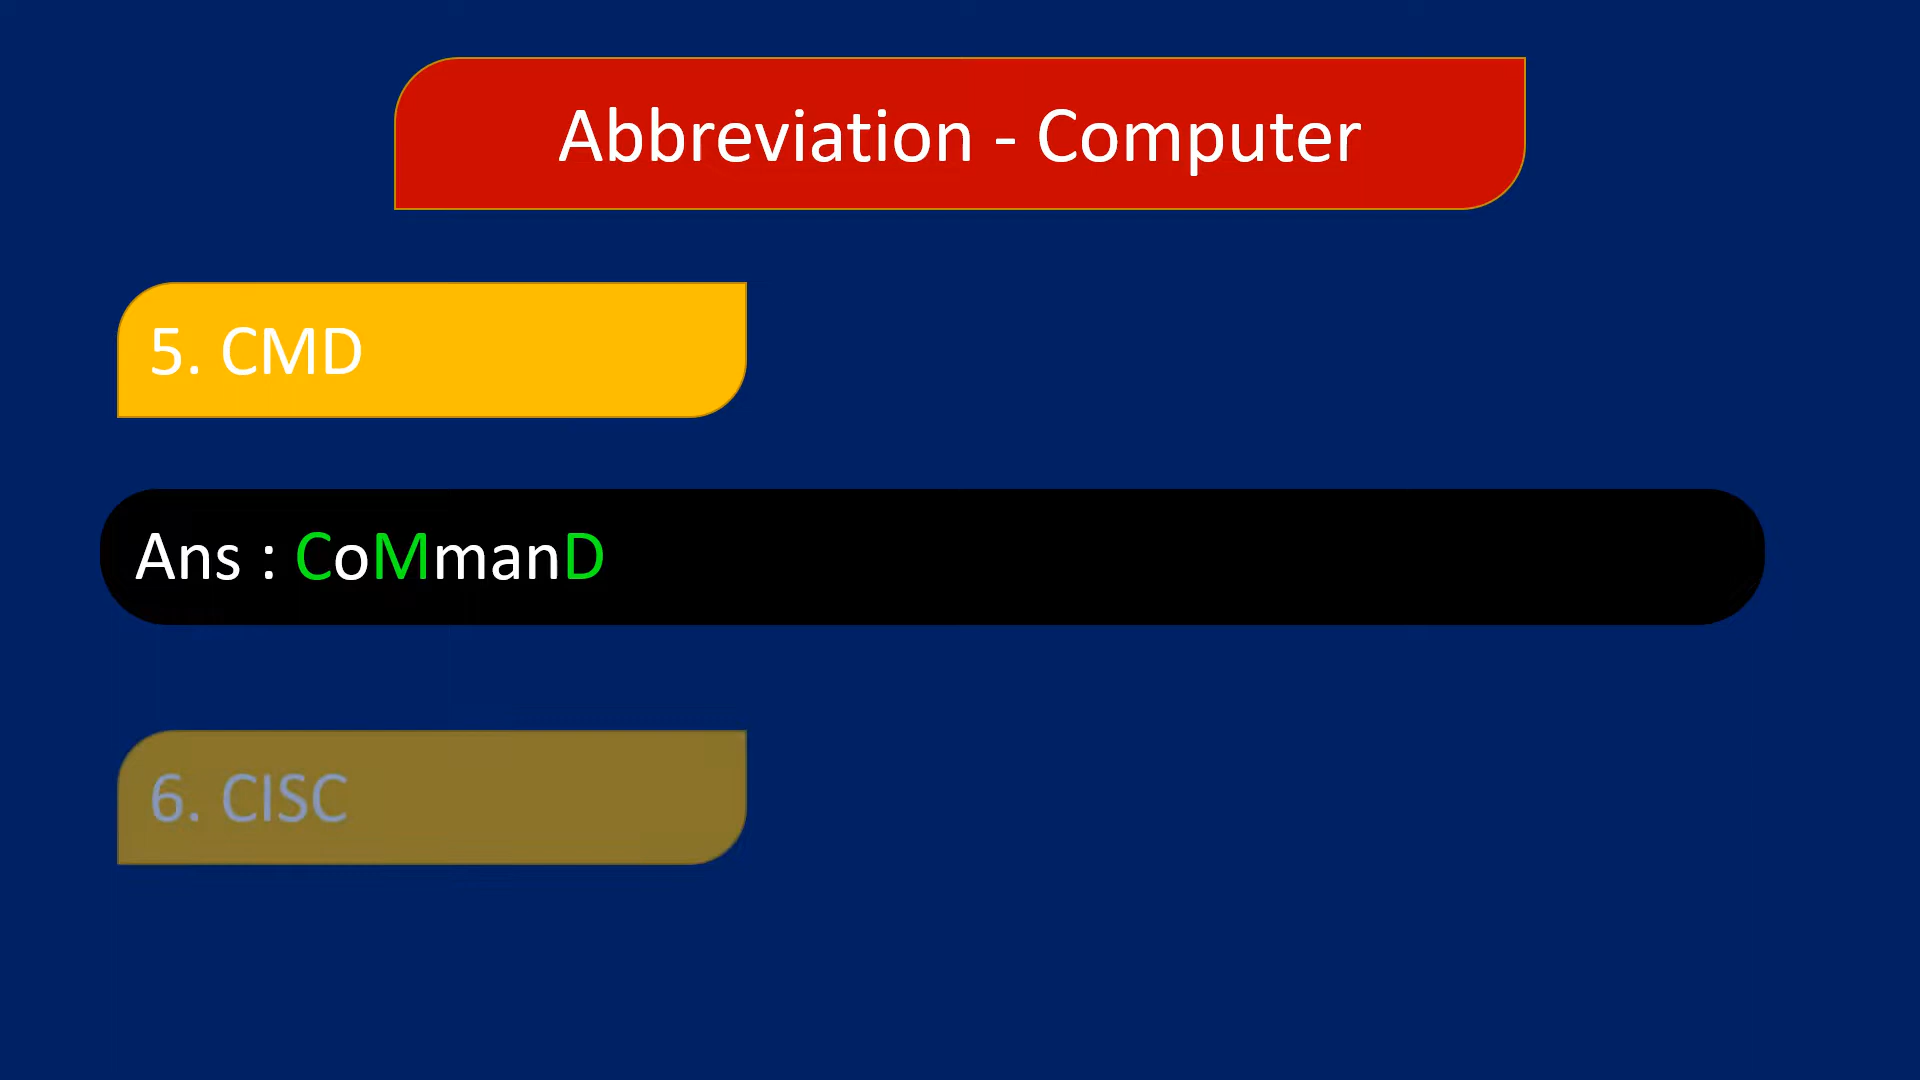 Abbreviation - Computer
5. CMD
Ans : CoMmanD
6. CISC